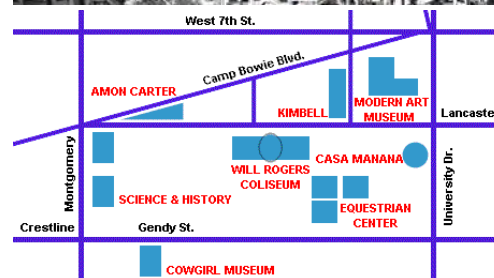 West 7th St.
Camp Bowie Blvd.
AMON CARTER
KIMBELL
MODERN ART
MUSEUM
Lancaste
Montgomery
WILL ROGERS
COLISEUM
CASA MANANA
University Dr.
SCIENCE & HISTORY
EQUESTRIAN
CENTER
Crestline
Gendy St.
COWGIRL MUSEUM